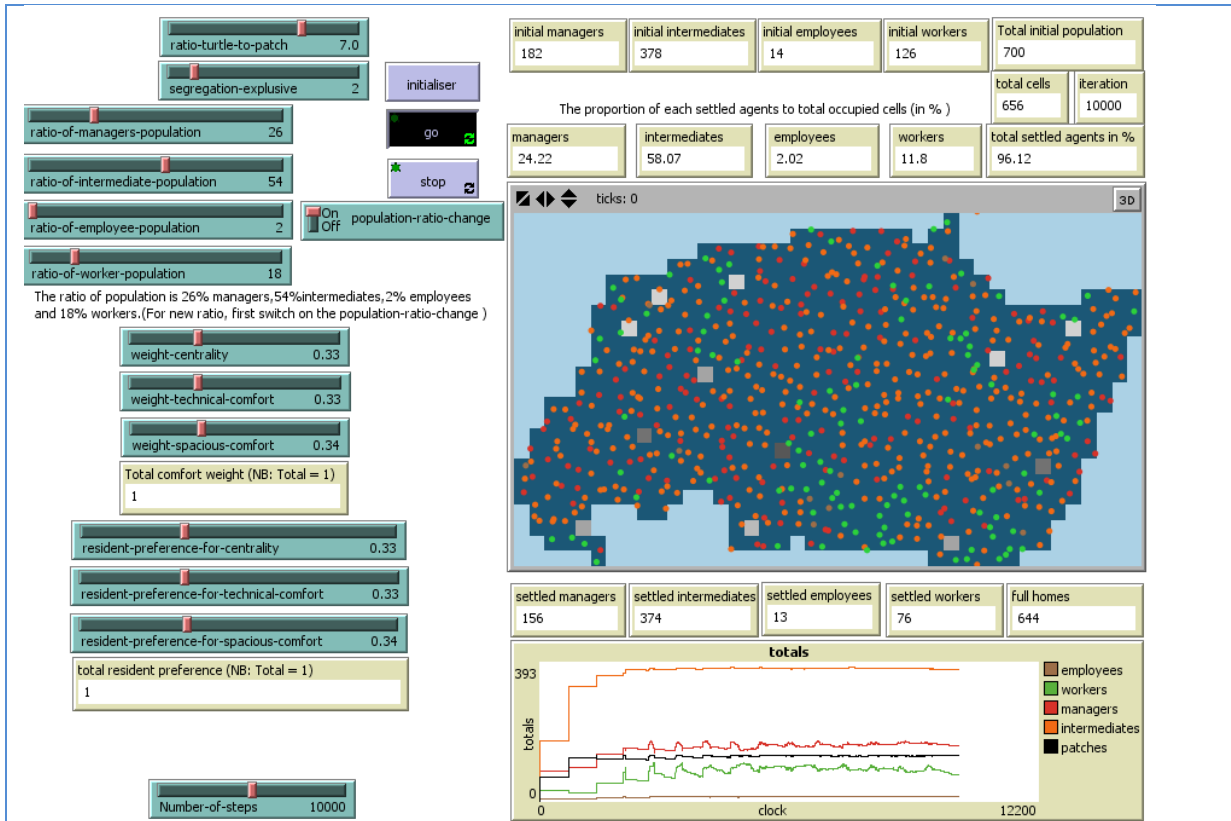 ratio-turtle-to-patch 7.0
segregation-explusive 2
initialiser
ratio-of-managers-population 26
go
ratio-of-intermediate-population 54
stop
ratio-of-employee-population 2
On
Off
population-ratio-change
ratio-of-worker-population 18
The ratio of population is 26% managers,54%intermediates,2% employees
and 18% workers.(For new ratio, first switch on the population-ratio-change )
weight-centrality 0.33
weight-technical-comfort 0.33
weight-spacious-comfort 0.34
Total comfort weight (NB: Total = 1)
1
resident-preference-for-centrality 0.33
resident-preference-for-technical-comfort 0.33
resident-preference-for-spacious-comfort 0.34
total resident preference (NB: Total = 1)
1
Number-of-steps 10000
initial managers
182
initial intermediates
378
initial employees
14
initial workers
126
Total initial population
700
total cells
656
iteration
10000
The proportion of each settled agents to total occupied cells (in % )
managers
24.22
intermediates
58.07
employees
2.02
workers
11.8
total settled agents in %
96.12
ticks: 0
3D
settled managers
156
settled intermediates
374
settled employees
13
settled workers
76
full homes
644
totals
393
totals
0
0
clock
12200
employees
workers
managers
intermediates
patches